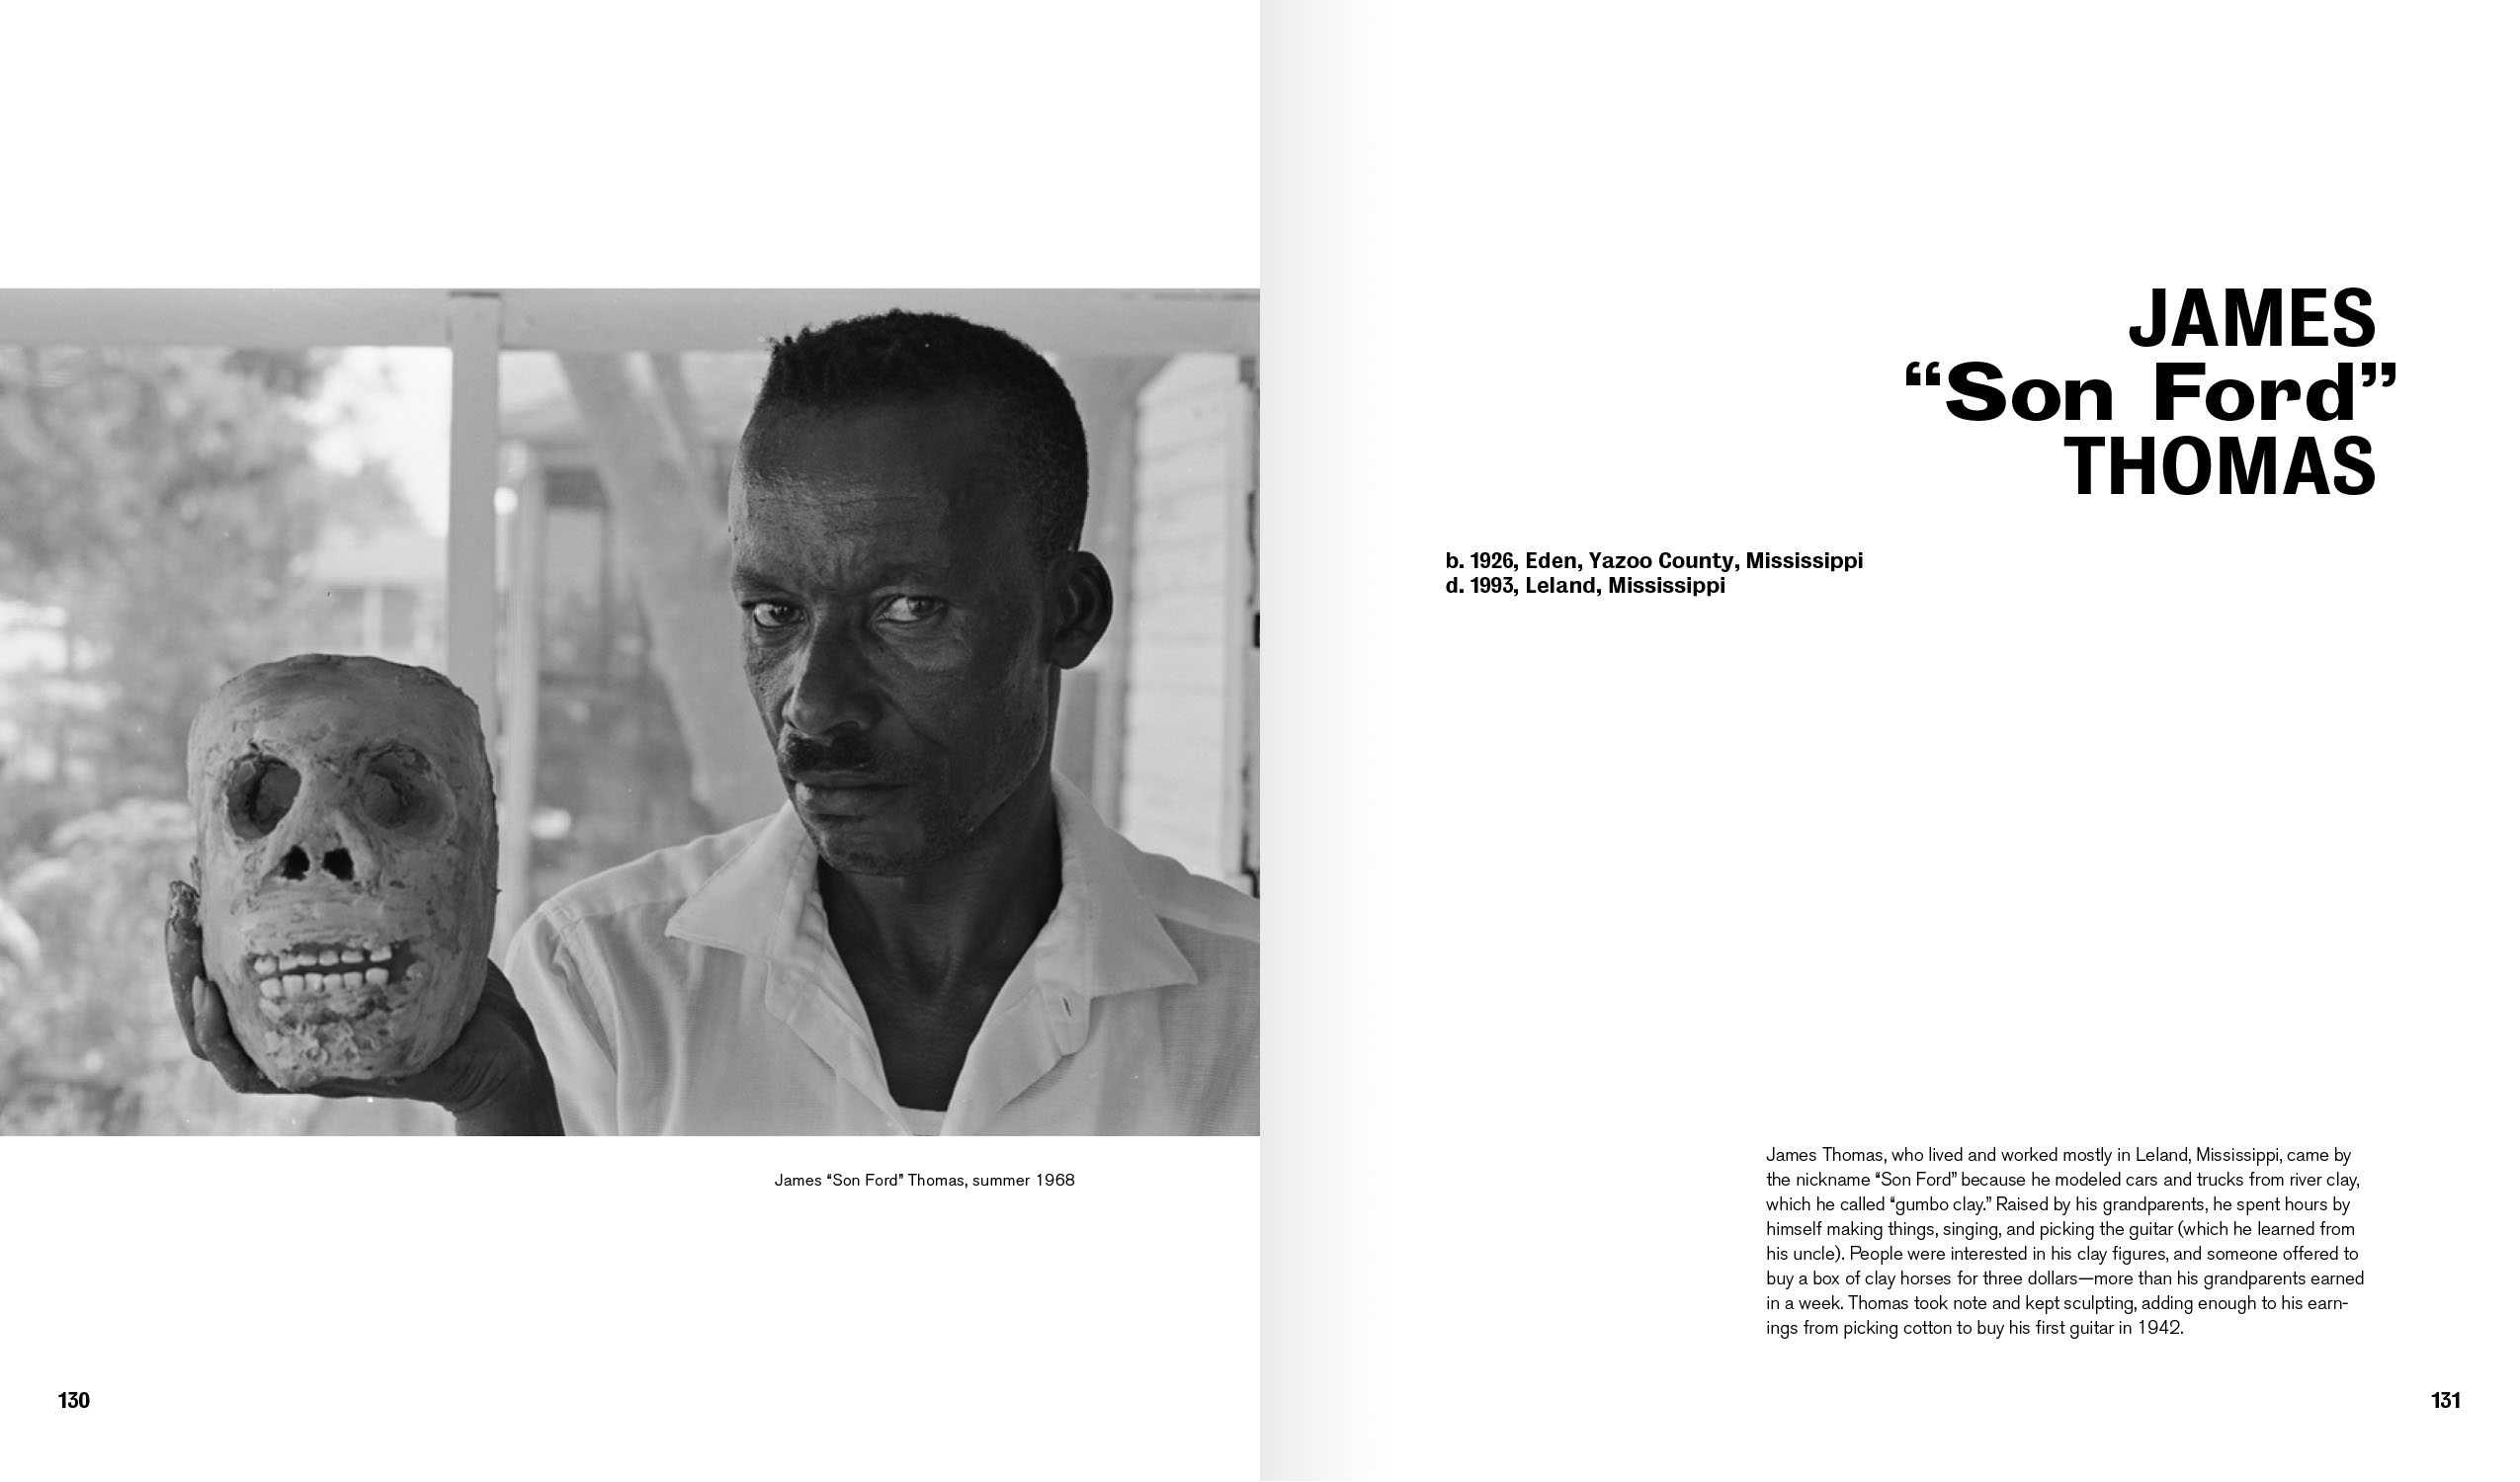 James “Son Ford” Thomas, summer 1968
130
JAMES
“Son Ford”
THOMAS
b. 1926, Eden, Yazoo County, Mississippi
d. 1993, Leland, Mississippi
James Thomas, who lived and worked mostly in Leland, Mississippi, came by
the nickname “Son Ford” because he modeled cars and trucks from river clay,
which he called “gumbo clay.” Raised by his grandparents, he spent hours by
himself making things, singing, and picking the guitar (which he learned from
his uncle). People were interested in his clay figures, and someone offered to
buy a box of clay horses for three dollars—more than his grandparents earned
in a week. Thomas took note and kept sculpting, adding enough to his earn-
ings from picking cotton to buy his first guitar in 1942.
131